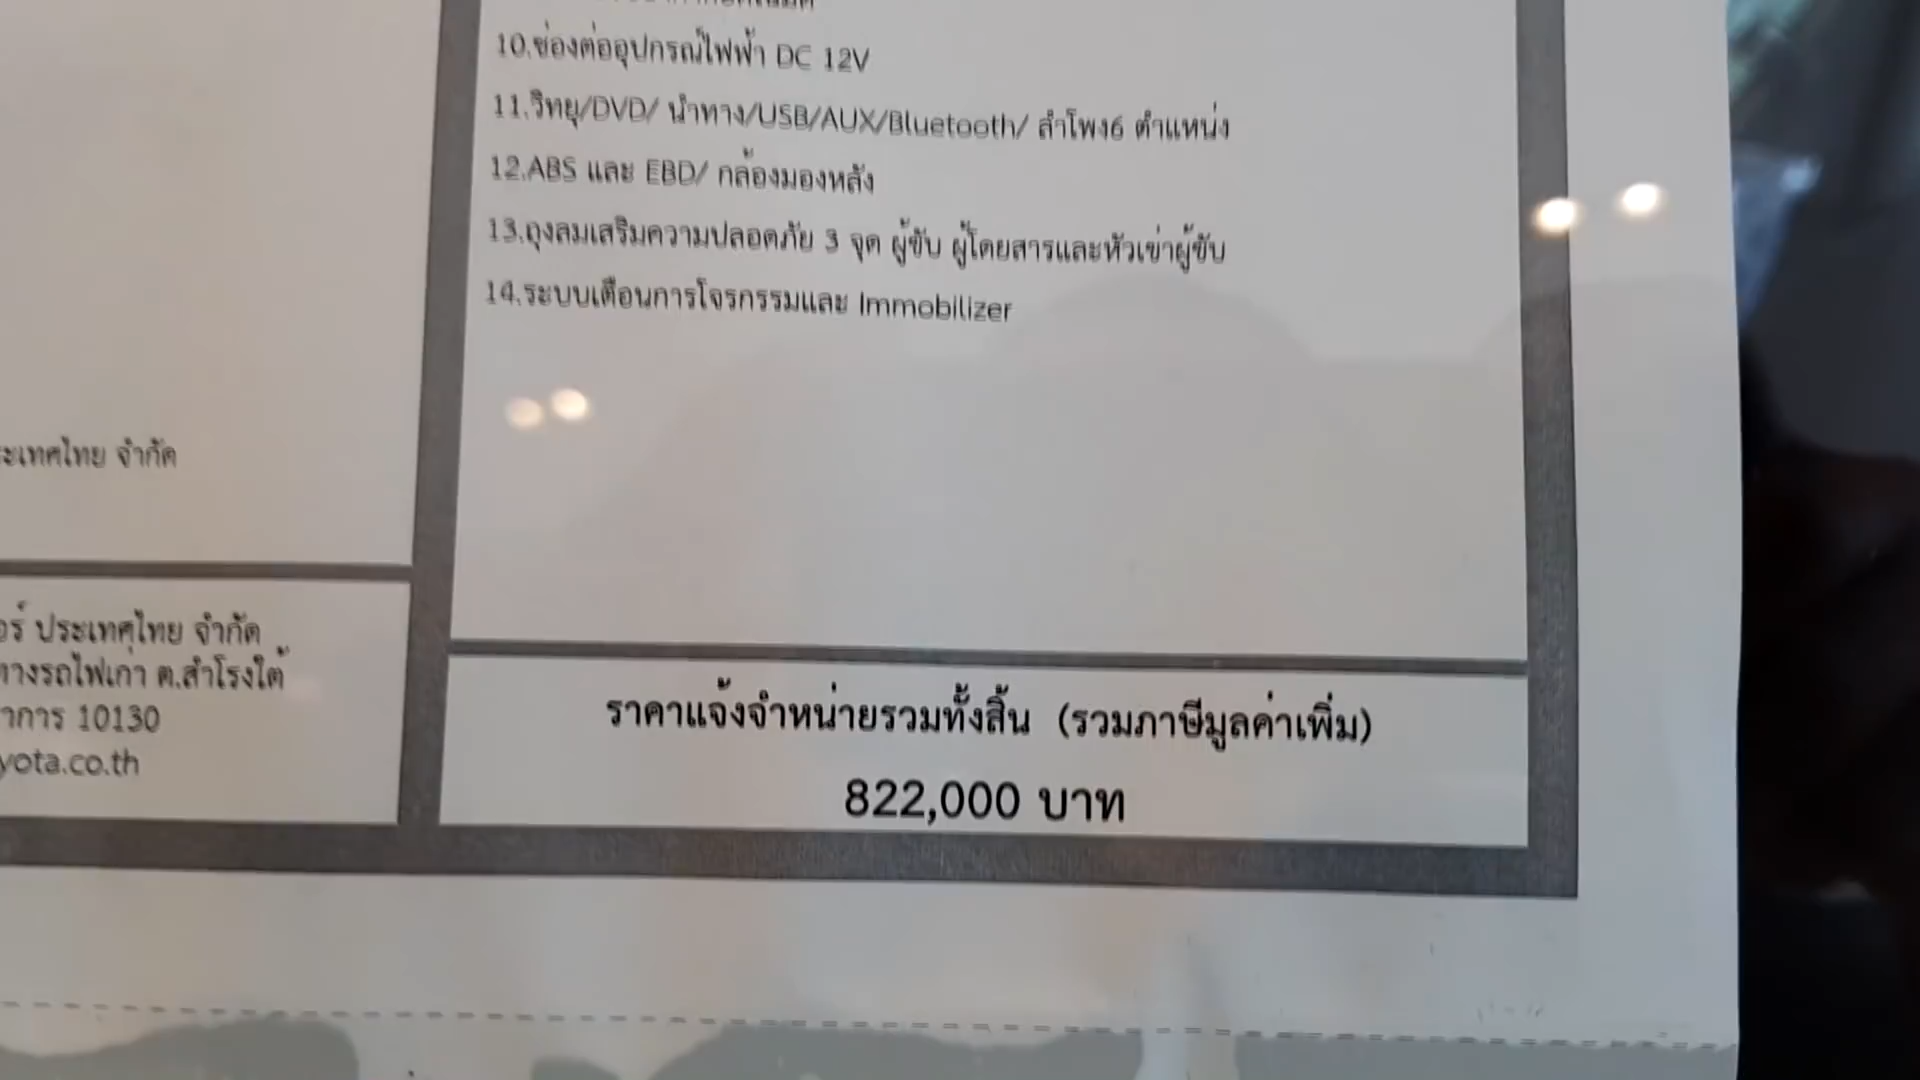 10.ช่องต่ออุปกรณ์ไฟฟ้า DC 12V
11.วิทยุ/DVD/ นำทาง/USB/AUX/Bluetooth/ ลำโพง6 ตำแหน่ง
12.ABS และ EBD/ กล้องมองหลัง
13.ถุงลมเสริมความปลอดภัย 3 จุด ผู้ขับ ผู้โดยสารและหัวเข่าผู้ขับ
14.ระบบเตือนการโจรกรรมและ Immobilizer
ระเทศไทย จำกัด
อร์ ประเทศไทย จำกัด
ทางรถไฟเก่า ต.สำโรงใต้
าการ 10130
yota.co.th
ราคาแจ้งจำหน่ายรวมทั้งสิ้น (รวมภาษีมูลค่าเพิ่ม)
822,000 บาท